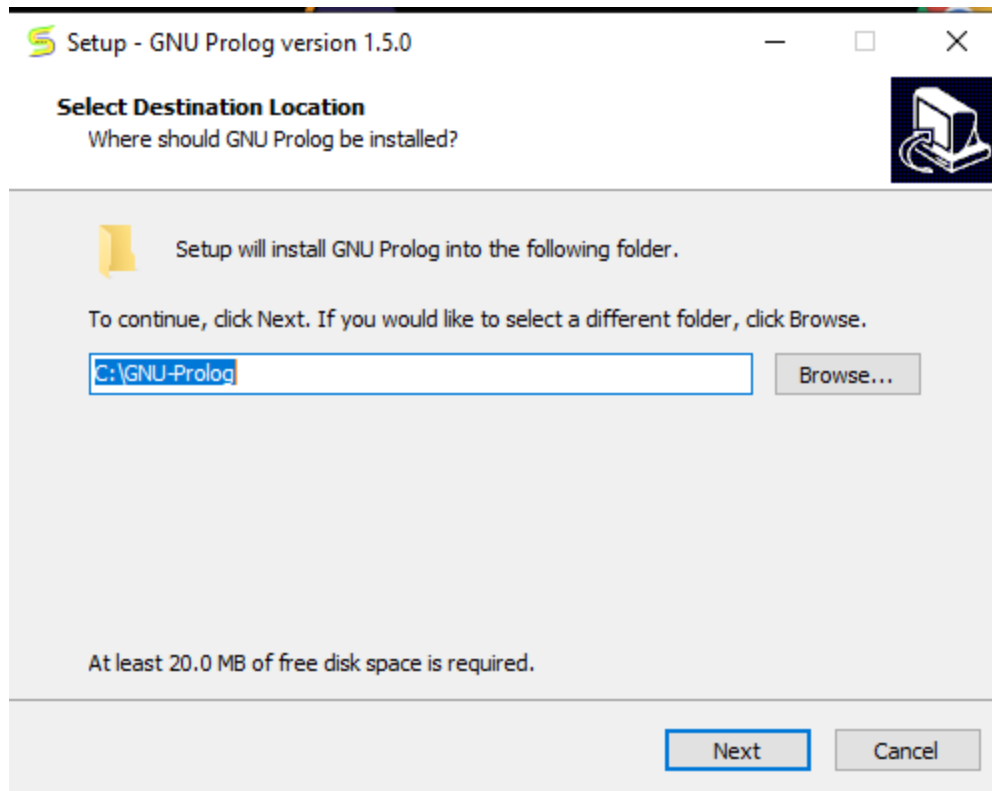 Setup - GNU Prolog version 1.5.0
Select Destination Location
Where should GNU Prolog be installed?
Setup will install GNU Prolog into the following folder.
To continue, click Next. If you would like to select a different folder, click Browse.
C:\GNU-Prolog
Browse...
At least 20.0 MB of free disk space is required.
Next
Cancel